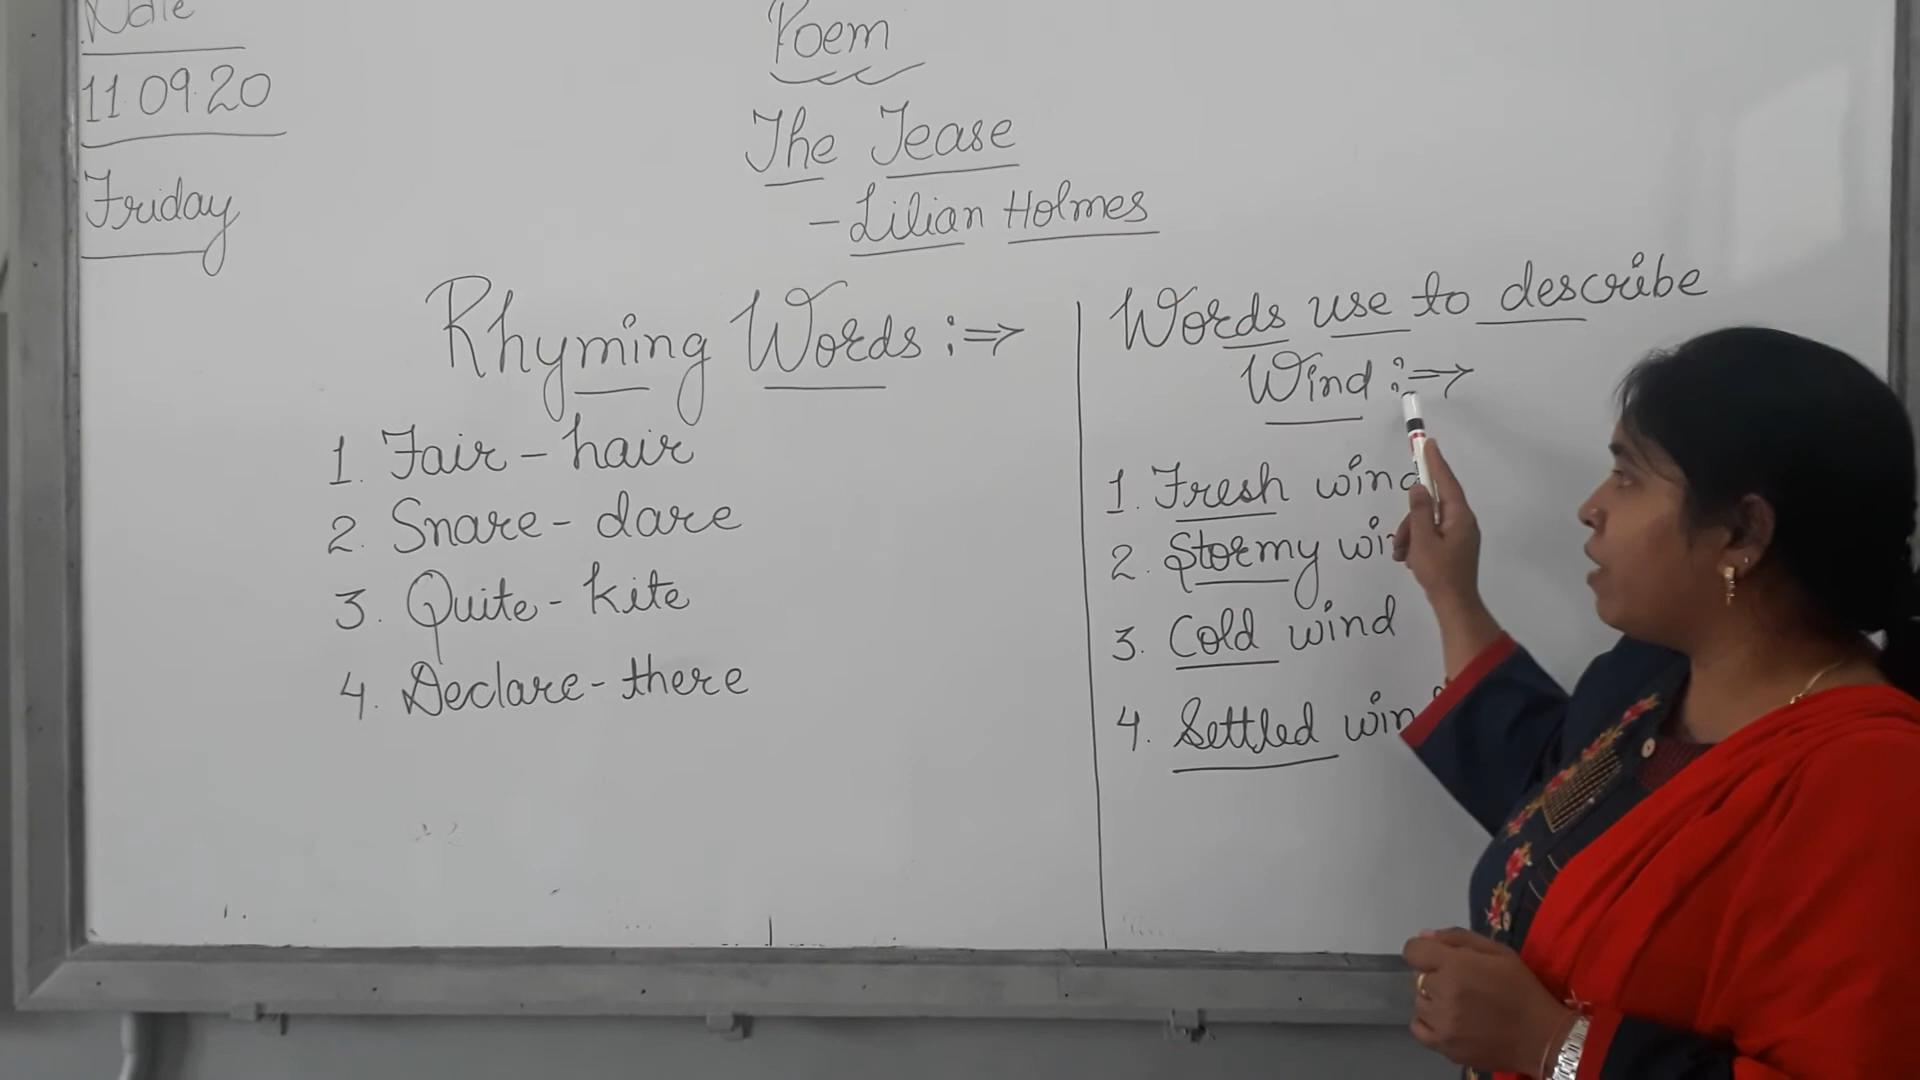 Date
11.09.20
Friday
Poem
The Tease
- Lilian Holmes
Rhyming Words :⇒
1. Fair - hair
2. Snare - dare
3. Quite - kite
4. Declare - there
Words use to describe
Wind :⇒
1. Fresh wind
2. Stormy win
3. Cold wind
4. Settled win